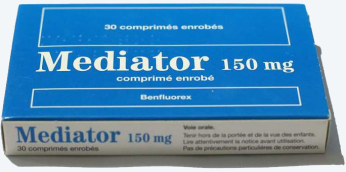 30 comprimés enrobés
Mediator 150 mg
comprimé enrobé
Benfluorex
Mediator 150 mg
30 comprimés enrobés
Voie orale.
Tenir hors de la portée et de la vue des enfants.
Lire attentivement la notice avant utilisation.
Pas de précautions particulières de conservation.